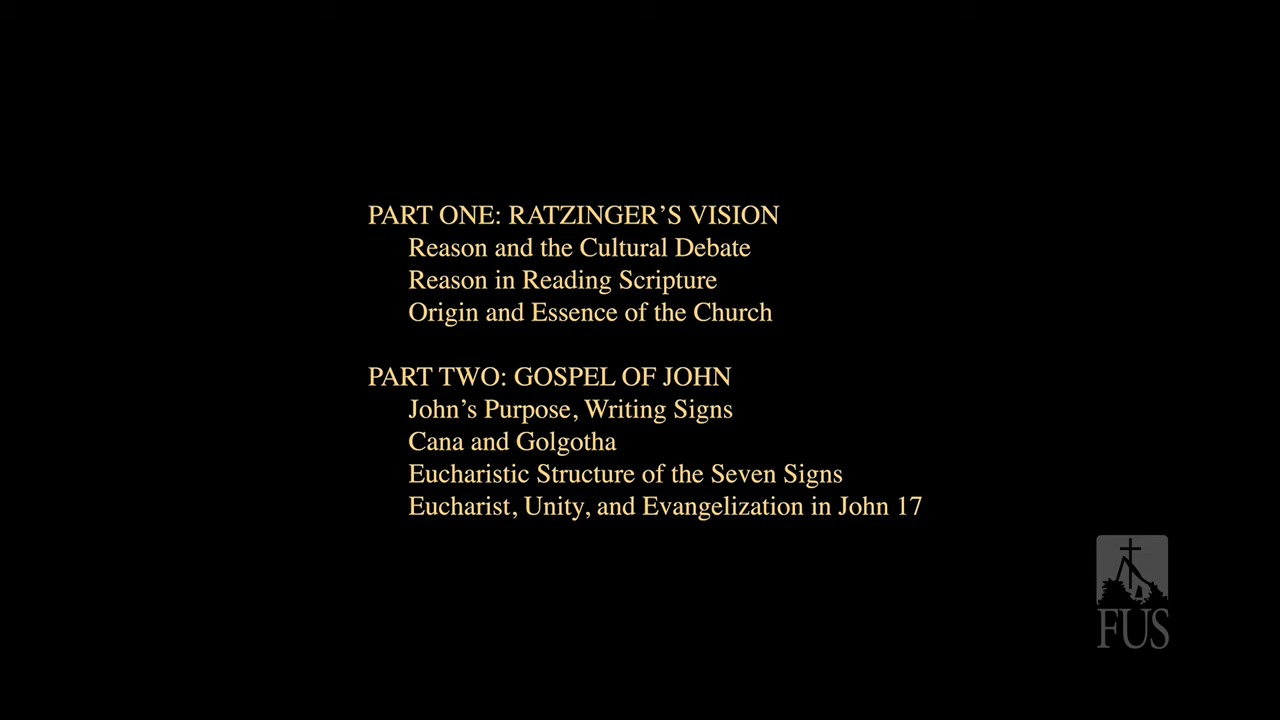 PART ONE: RATZINGER’S VISION
Reason and the Cultural Debate
Reason in Reading Scripture
Origin and Essence of the Church
PART TWO: GOSPEL OF JOHN
John’s Purpose, Writing Signs
Cana and Golgotha
Eucharistic Structure of the Seven Signs
Eucharist, Unity, and Evangelization in John 17
FUS